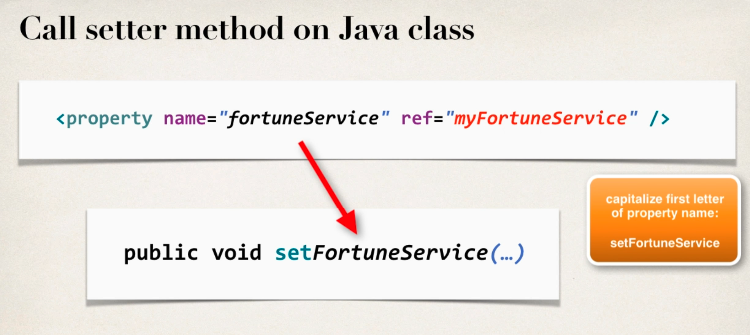 Call setter method on Java class
<property name="fortuneService" ref="myFortuneService" />
public void setFortuneService(…)
capitalize first letter
of property name:
setFortuneService